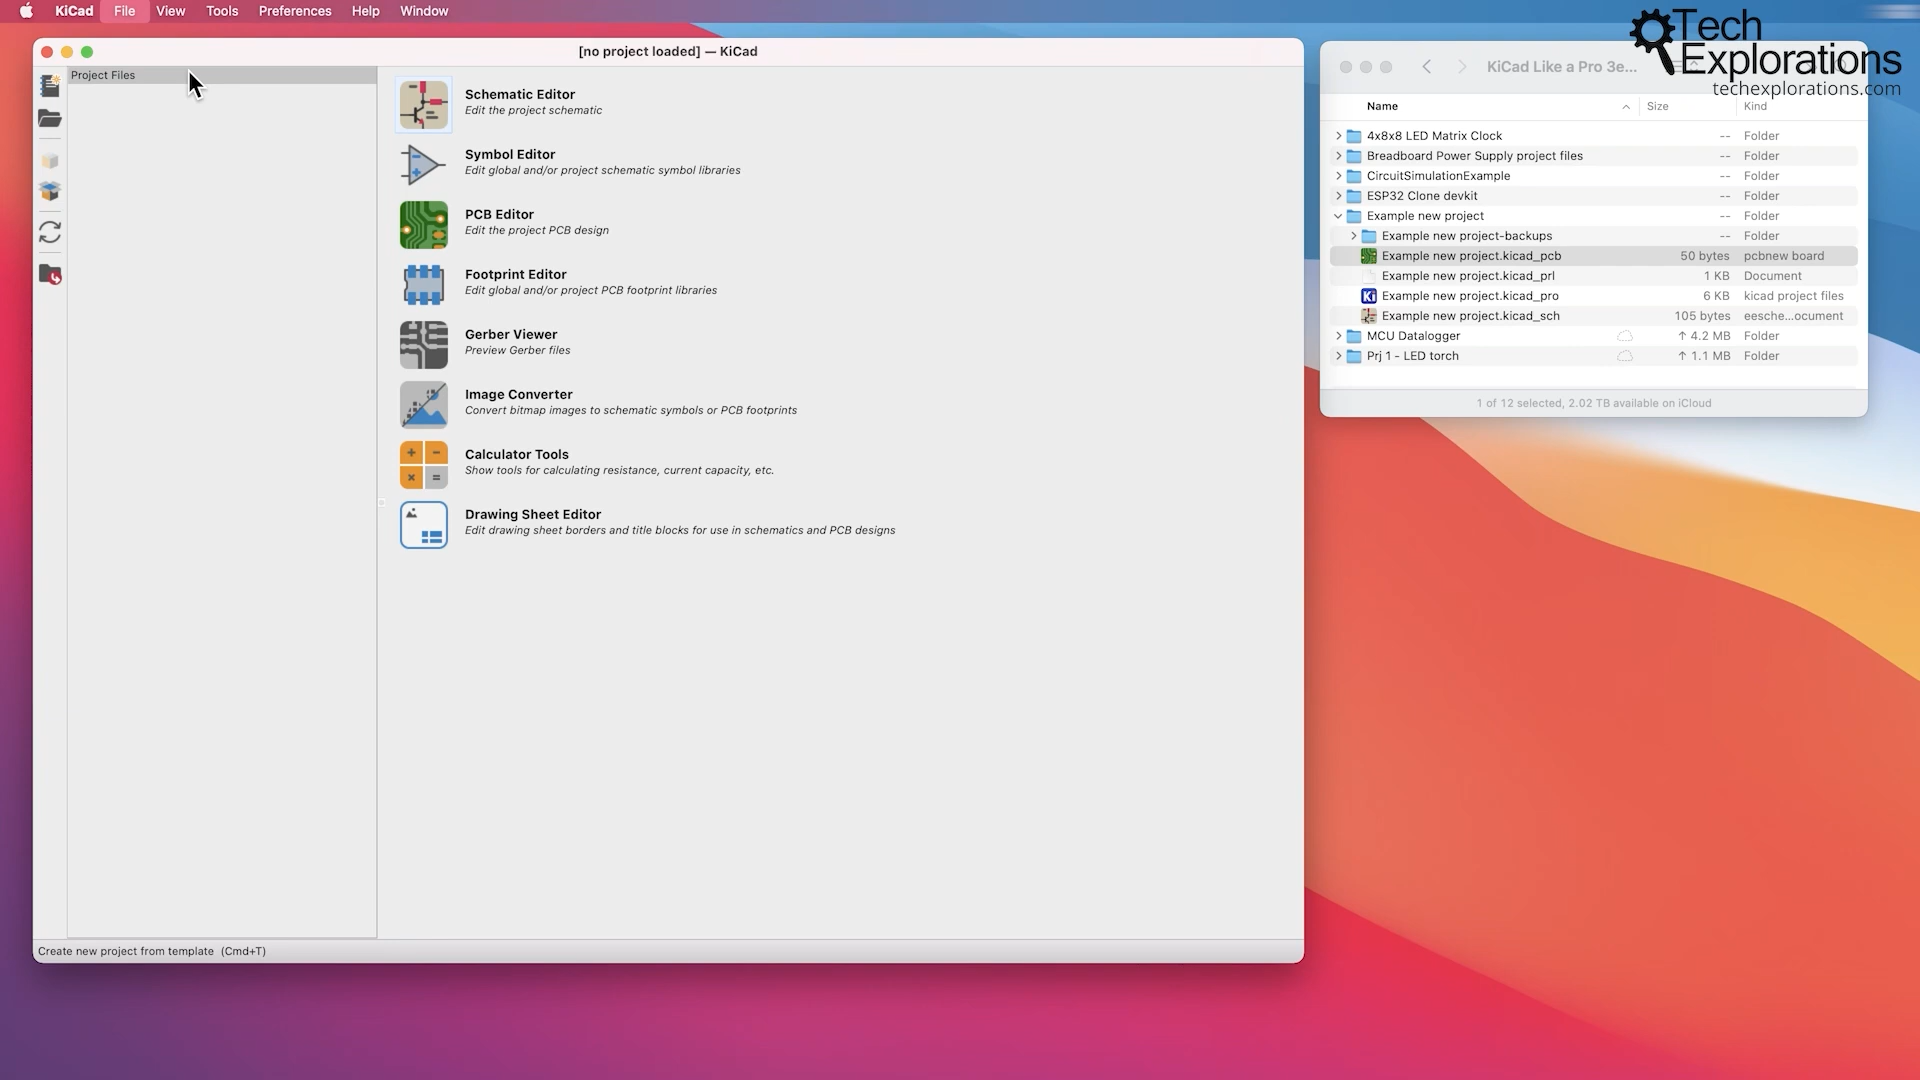 KiCad File View Tools Preferences Help Window
[no project loaded] — KiCad
Project Files
Schematic Editor
Edit the project schematic
Symbol Editor
Edit global and/or project schematic symbol libraries
PCB Editor
Edit the project PCB design
Footprint Editor
Edit global and/or project PCB footprint libraries
Gerber Viewer
Preview Gerber files
Image Converter
Convert bitmap images to schematic symbols or PCB footprints
Calculator Tools
Show tools for calculating resistance, current capacity, etc.
Drawing Sheet Editor
Edit drawing sheet borders and title blocks for use in schematics and PCB designs
Create new project from template (Cmd+T)
Tech
Explorations
techexplorations.com
KiCad Like a Pro 3e...
Name Size Kind
4x8x8 LED Matrix Clock -- Folder
Breadboard Power Supply project files -- Folder
CircuitSimulationExample -- Folder
ESP32 Clone devkit -- Folder
Example new project -- Folder
Example new project-backups -- Folder
Example new project.kicad_pcb 50 bytes pcbnew board
Example new project.kicad_prl 1 KB Document
Ki Example new project.kicad_pro 6 KB kicad project files
Example new project.kicad_sch 105 bytes eesche...ocument
MCU Datalogger ↑ 4.2 MB Folder
Prj 1 - LED torch ↑ 1.1 MB Folder
1 of 12 selected, 2.02 TB available on iCloud